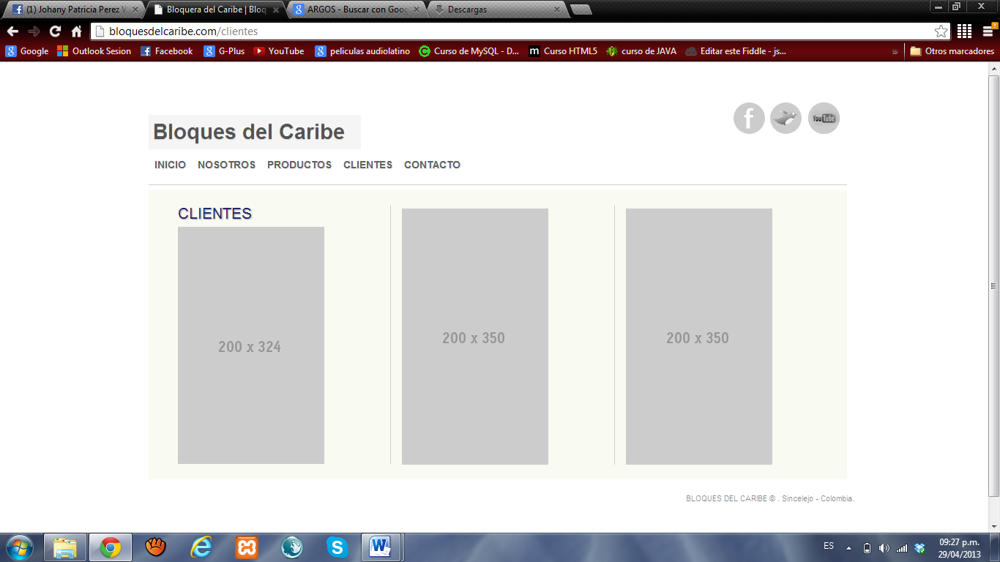 (1) Johany Patricia Perez V
Bloquera del Caribe | Bloq
ARGOS - Buscar con Goog
Descargas
bloquesdelcaribe.com/clientes
Google
Outlook Sesion
Facebook
G-Plus
YouTube
peliculas audiolatino
Curso de MySQL - D...
Curso HTML5
curso de JAVA
Editar este Fiddle - js...
»
Otros marcadores
Bloques del Caribe
You Tube
INICIO NOSOTROS PRODUCTOS CLIENTES CONTACTO
CLIENTES
200 x 324
200 x 350
200 x 350
BLOQUES DEL CARIBE © . Sincelejo - Colombia.
ES
09:27 p.m.
29/04/2013